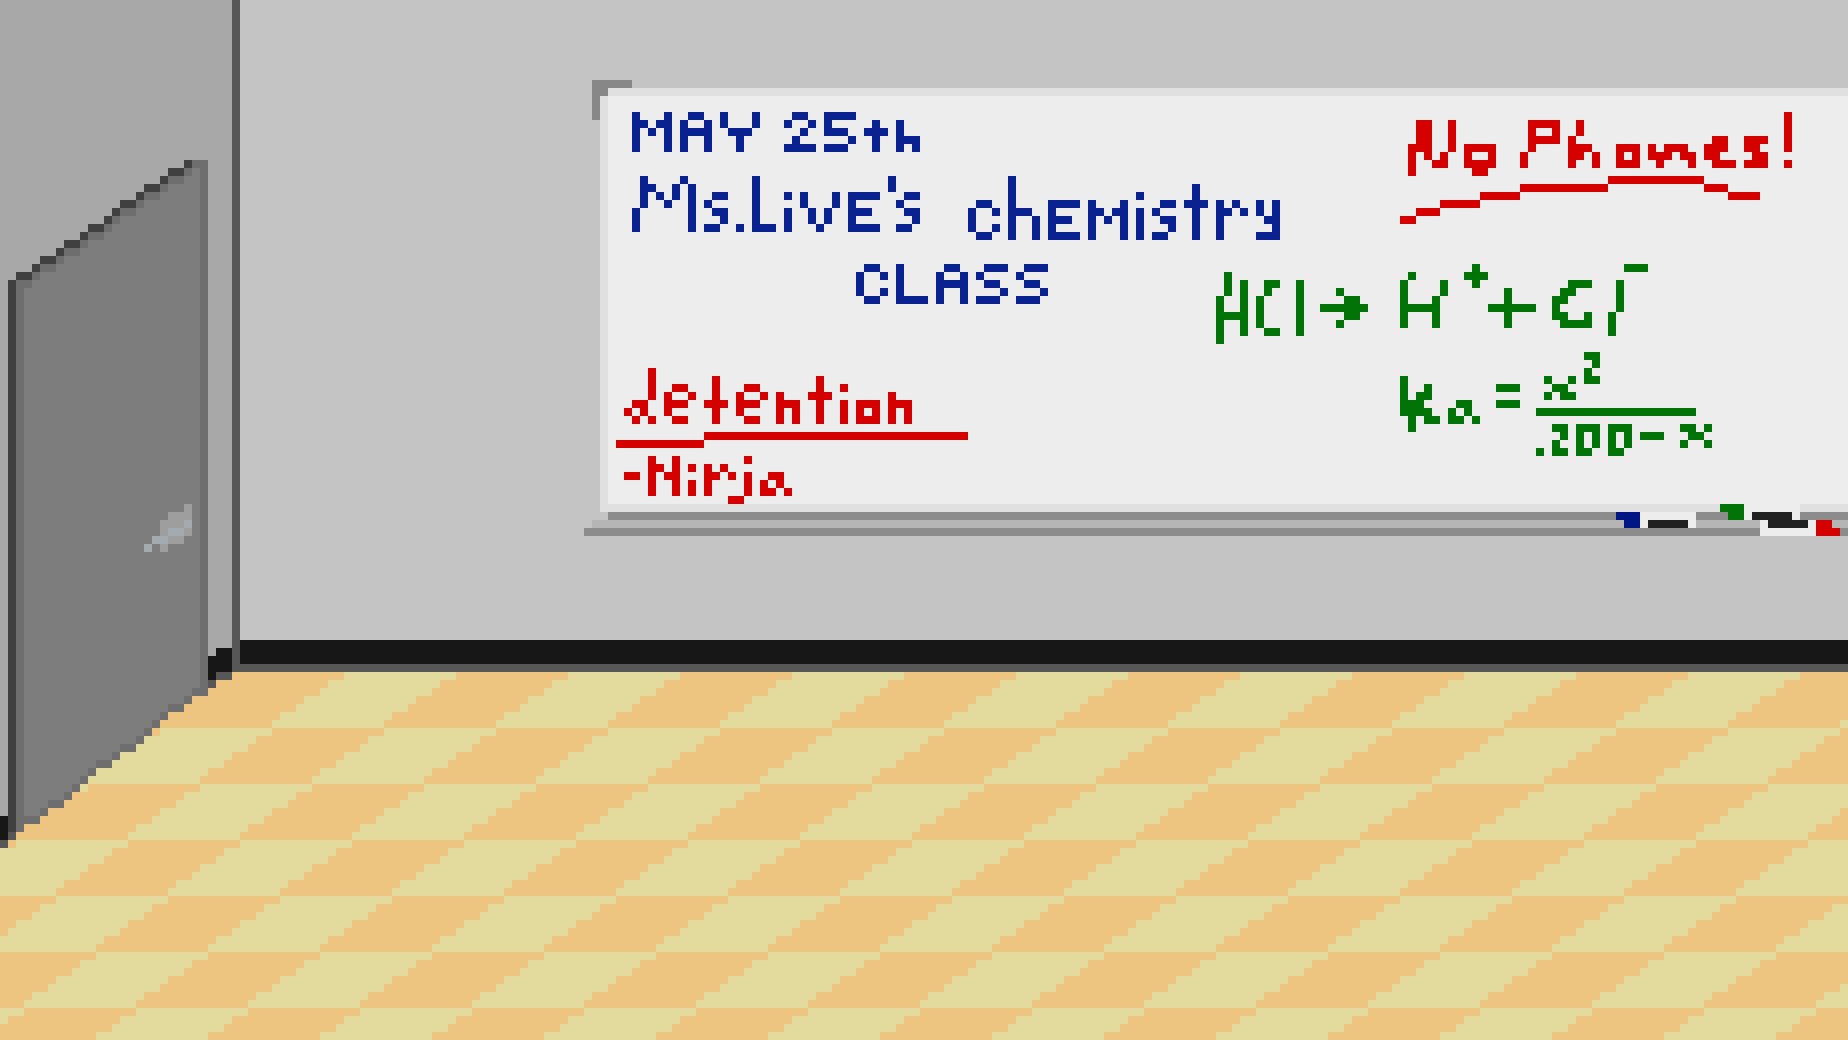 MAY 25th
Ms.LivE's chEMistry
CLASS
No Phones!
HCl → H⁺ + Cl⁻
Ka = x²
.200 - x
detention
-Ninja